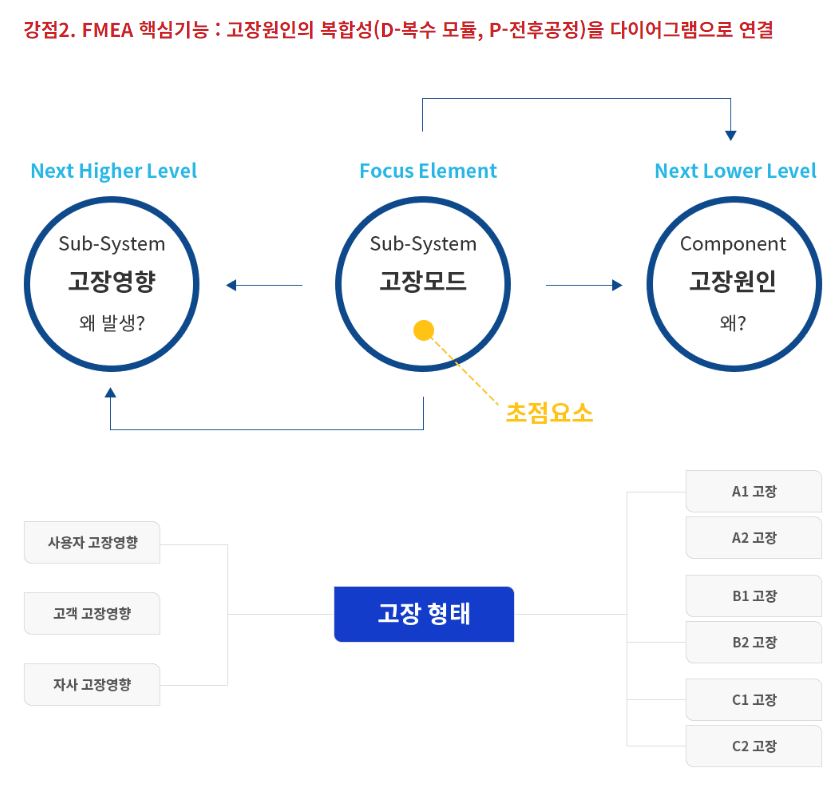 강점2. FMEA 핵심기능 : 고장원인의 복합성(D-복수 모듈, P-전후공정)을 다이어그램으로 연결
Next Higher Level
Focus Element
Next Lower Level
Sub-System
고장영향
왜 발생?
Sub-System
고장모드
Component
고장원인
왜?
초점요소
사용자 고장영향
고객 고장영향
자사 고장영향
고장 형태
A1 고장
A2 고장
B1 고장
B2 고장
C1 고장
C2 고장